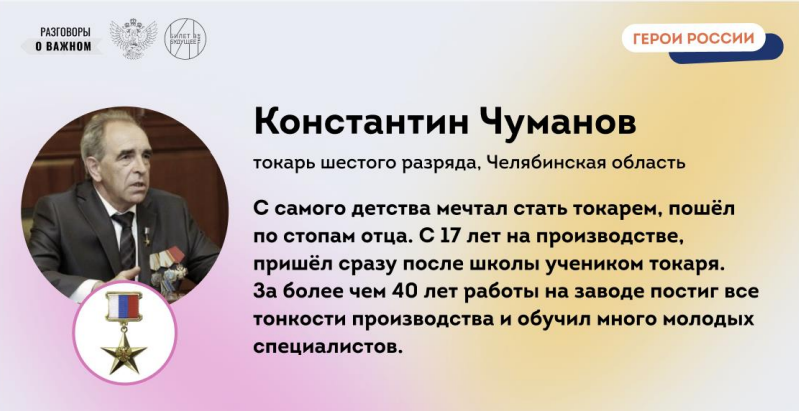 РАЗГОВОРЫ
О ВАЖНОМ
БИЛЕТ В
БУДУЩЕЕ
ГЕРОИ РОССИИ
Константин Чуманов
токарь шестого разряда, Челябинская область
С самого детства мечтал стать токарем, пошёл
по стопам отца. С 17 лет на производстве,
пришёл сразу после школы учеником токаря.
За более чем 40 лет работы на заводе постиг все
тонкости производства и обучил много молодых
специалистов.